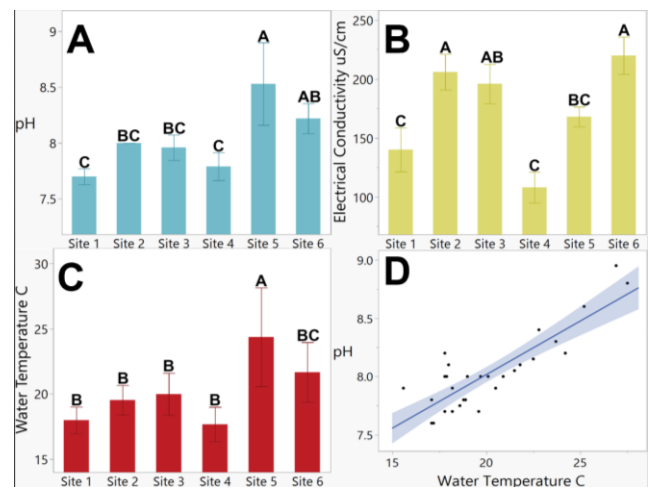 A
pH
9
8.5
8
7.5
C
BC
BC
C
A
AB
Site 1 Site 2 Site 3 Site 4 Site 5 Site 6
B
Electrical Conductivity uS/cm
250
200
150
100
C
A
AB
C
BC
A
Site 1 Site 2 Site 3 Site 4 Site 5 Site 6
C
Water Temperature C
30
25
20
15
B
B
B
B
A
BC
Site 1 Site 2 Site 3 Site 4 Site 5 Site 6
D
pH
9.0
8.5
8.0
7.5
15 20 25
Water Temperature C